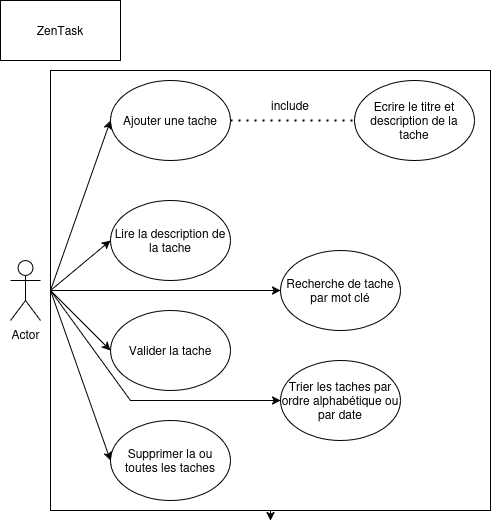 ZenTask
Ajouter une tache
include
Ecrire le titre et
description de la
tache
Lire la description de
la tache
Recherche de tache
par mot clé
Actor
Valider la tache
Trier les taches par
ordre alphabétique ou
par date
Supprimer la ou
toutes les taches